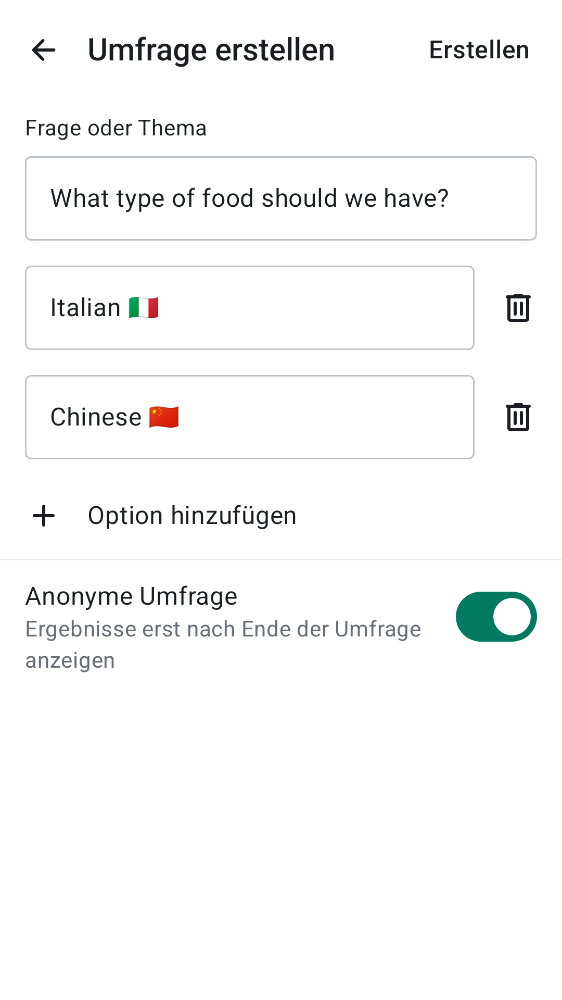 Umfrage erstellen
Erstellen
Frage oder Thema
What type of food should we have?
Italian 🇮🇹
Chinese 🇨🇳
Option hinzufügen
Anonyme Umfrage
Ergebnisse erst nach Ende der Umfrage
anzeigen